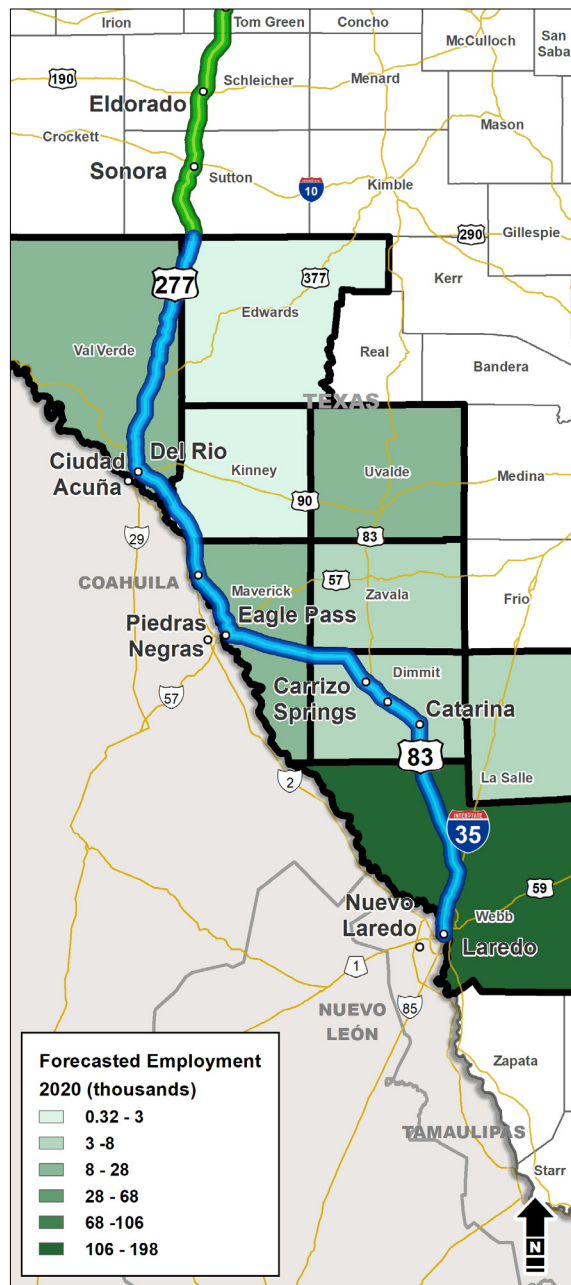 Irion
Tom Green
Concho
McCulloch
San
Saba
190
Schleicher
Menard
Eldorado
Crockett
Mason
Sonora
Sutton
10
Kimble
290
Gillespie
277
377
Kerr
Edwards
Val Verde
Real
Bandera
TEXAS
Ciudad
Acuña
Del Rio
Kinney
Uvalde
Medina
90
29
83
COAHUILA
Maverick
57
Zavala
Frio
Piedras
Negras
Eagle Pass
Carrizo
Springs
Dimmit
57
Catarina
83
2
La Salle
INTERSTATE
35
Nuevo
Laredo
59
Webb
Laredo
1
NUEVO
LEÓN
85
Zapata
TAMAULIPAS
Starr
Forecasted Employment
2020 (thousands)
0.32 - 3
3 -8
8 - 28
28 - 68
68 -106
106 - 198
N